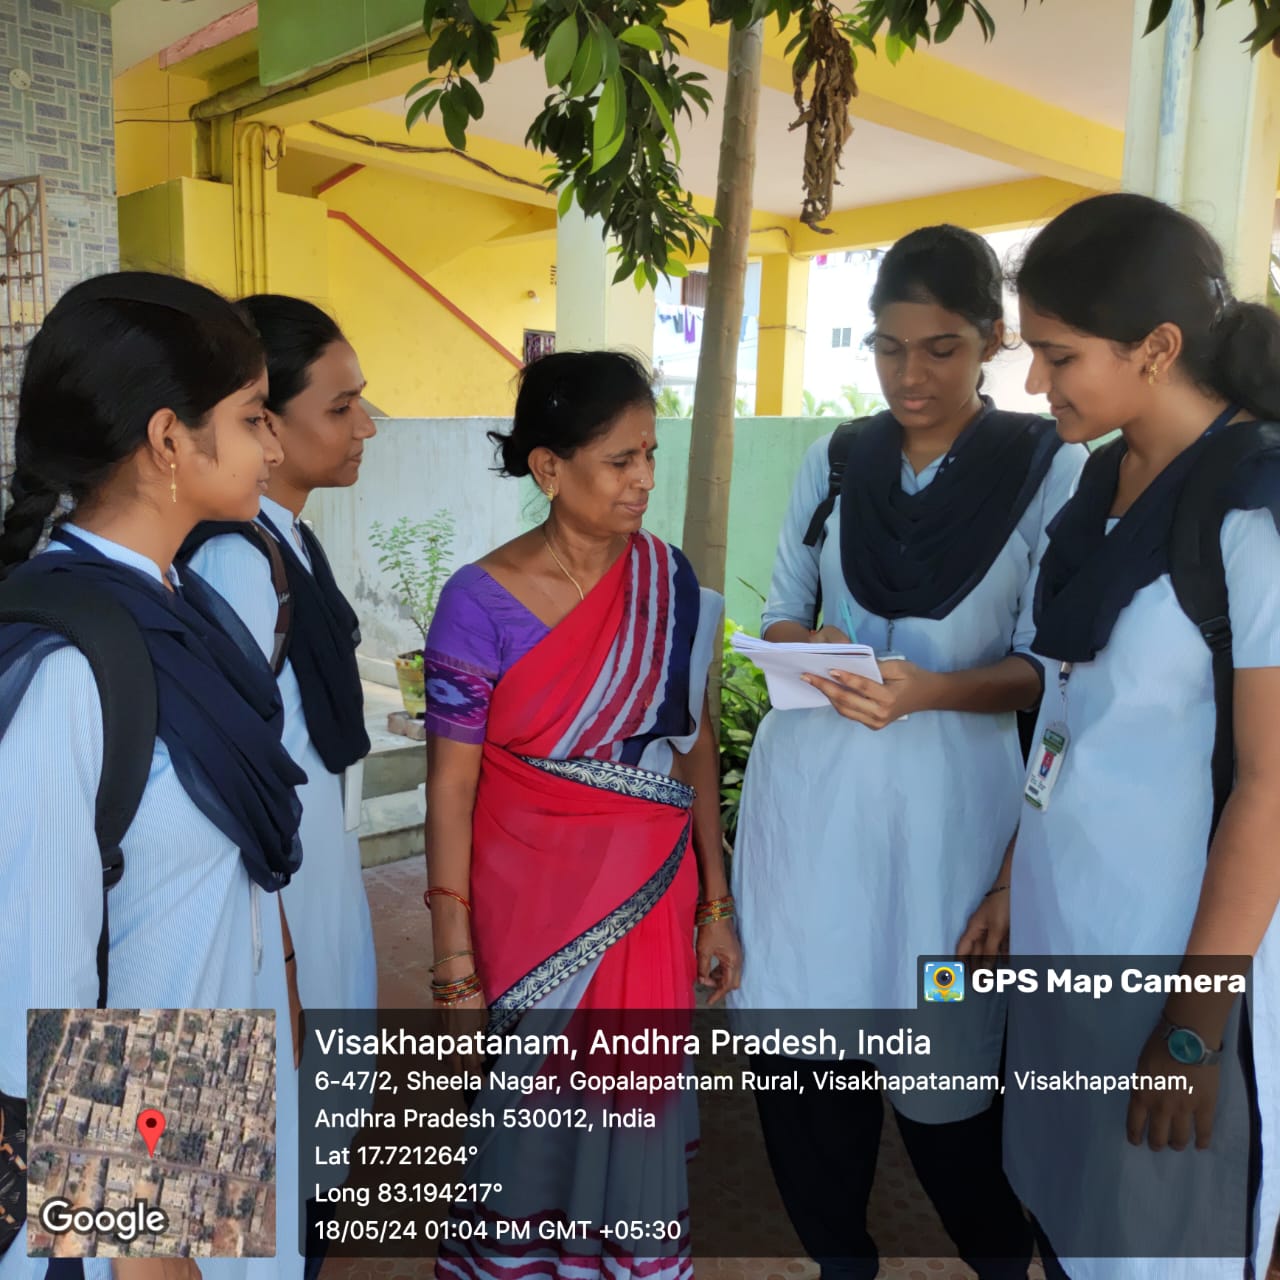 GPS Map Camera
Visakhapatanam, Andhra Pradesh, India
6-47/2, Sheela Nagar, Gopalapatnam Rural, Visakhapatanam, Visakhapatnam,
Andhra Pradesh 530012, India
Lat 17.721264°
Long 83.194217°
18/05/24 01:04 PM GMT +05:30
Google